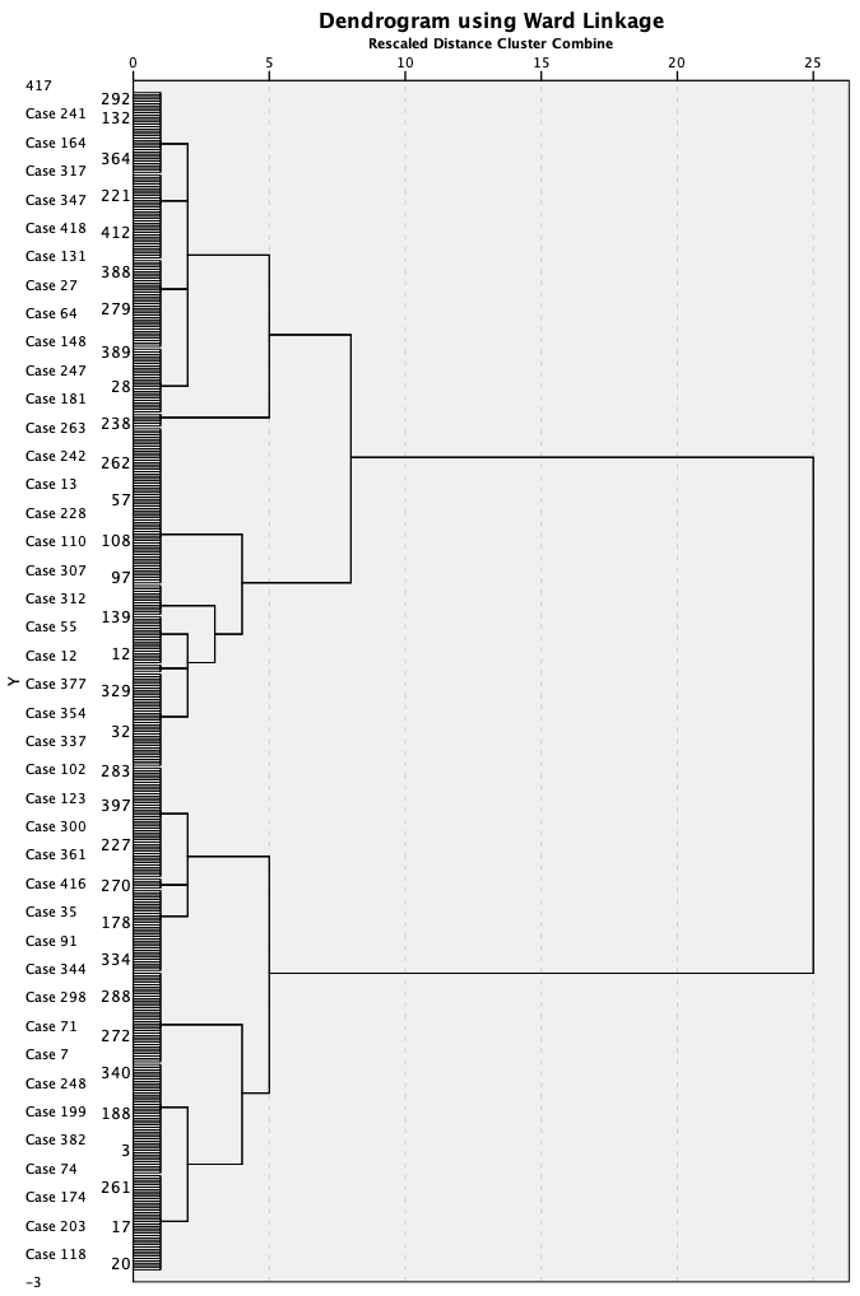 Dendrogram using Ward Linkage
Rescaled Distance Cluster Combine
0 5 10 15 20 25
417
292
Case 241
132
Case 164
364
Case 317
221
Case 347
Case 418
412
Case 131
388
Case 27
279
Case 64
Case 148
389
Case 247
28
Case 181
238
Case 263
Case 242
262
Case 13
57
Case 228
Case 110
108
Case 307
97
Case 312
139
Case 55
Case 12
12
Y
Case 377
329
Case 354
32
Case 337
Case 102
283
Case 123
397
Case 300
227
Case 361
Case 416
270
Case 35
178
Case 91
334
Case 344
Case 298
288
Case 71
272
Case 7
340
Case 248
Case 199
188
Case 382
3
Case 74
261
Case 174
Case 203
17
Case 118
20
-3